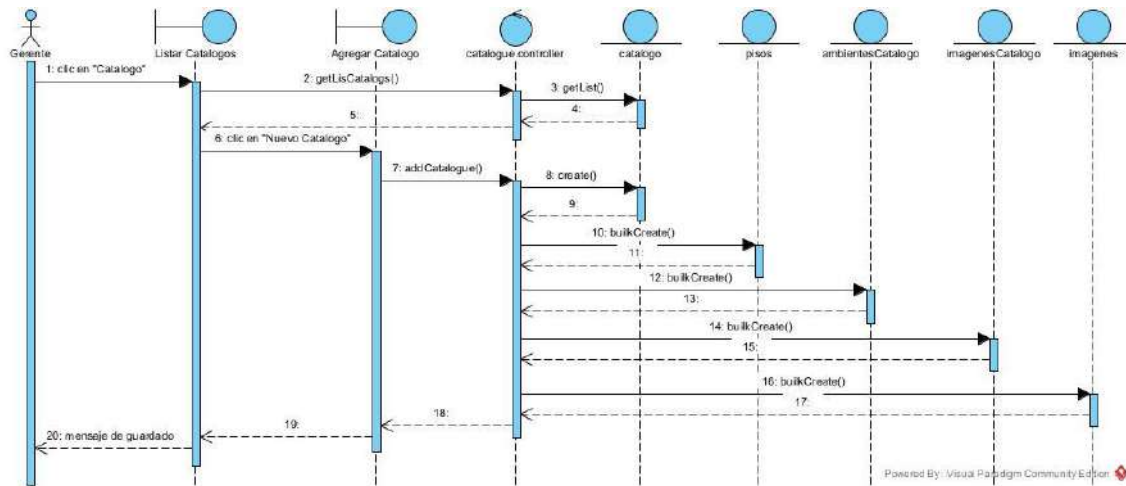 Gerente
Listar Catalogos
Agregar Catalogo
catalogue.controller
catalogo
pisos
ambientesCatalogo
imagenesCatalogo
imagenes
1: clic en "Catalogo"
2: getLisCatalogs()
3: getList()
4:
5:
6: clic en "Nuevo Catalogo"
7: addCatalogue()
8: create()
9:
10: builkCreate()
11:
12: builkCreate()
13:
14: builkCreate()
15:
16: builkCreate()
17:
18:
19:
20: mensaje de guardado
Powered By: Visual Paradigm Community Edition